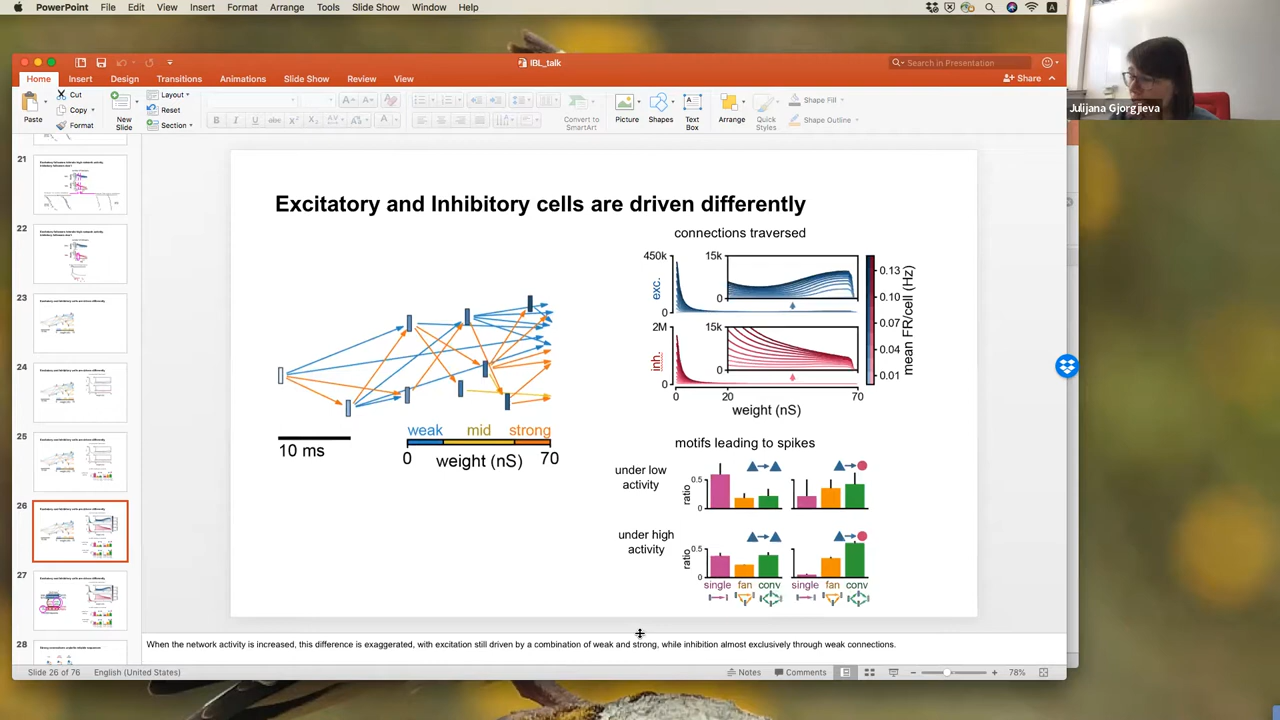 PowerPoint File Edit View Insert Format Arrange Tools Slide Show Window Help
IBL_talk
Search in Presentation
Home Insert Design Transitions Animations Slide Show Review View
Share
Paste
Cut
Copy
Format
New Slide
Layout
Reset
Section
Convert to SmartArt
Picture
Shapes
Text Box
Arrange
Quick Styles
Shape Fill
Shape Outline
Julijana Gjorgjieva
21
22
23
24
25
26
27
28
Excitatory and Inhibitory cells are driven differently
connections traversed
450k
0
exc.
15k
0
2M
0
inh.
15k
0
0 20 70
weight (nS)
0.13
0.10
0.07
0.04
0.01
mean FR/cell (Hz)
10 ms
weak mid strong
0 weight (nS) 70
motifs leading to spikes
under low
activity
ratio
0.5
0
under high
activity
ratio
0.5
0
single fan conv single fan conv
When the network activity is increased, this difference is exaggerated, with excitation still driven by a combination of weak and strong, while inhibition almost exclusively through weak connections.
Slide 26 of 76 English (United States)
Notes Comments 78%